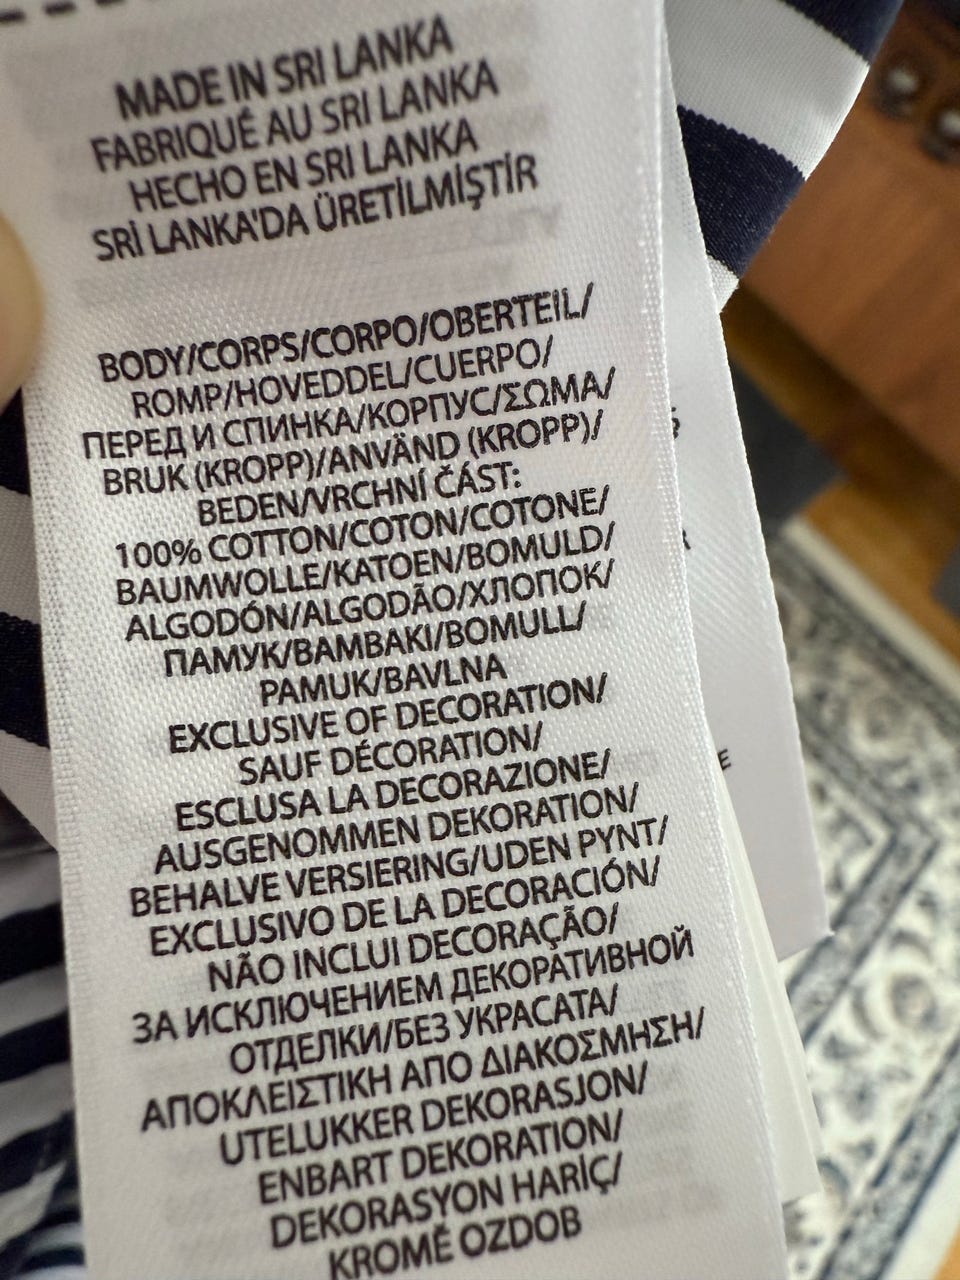 MADE IN SRI LANKA
FABRIQUÉ AU SRI LANKA
HECHO EN SRI LANKA
SRİ LANKA'DA ÜRETİLMİŞTİR
BODY/CORPS/CORPO/OBERTEIL/
ROMP/HOVEDDEL/CUERPO/
ПЕРЕД И СПИНКА/КОРПУС/ΣΩΜΑ/
BRUK (KROPP)/ANVÄND (KROPP)/
BEDEN/VRCHNÍ ČÁST:
100% COTTON/COTON/COTONE/
BAUMWOLLE/KATOEN/BOMULD/
ALGODÓN/ALGODÃO/ХЛОПОК/
ПАМУК/ΒΑΜΒΑΚΙ/BOMULL/
PAMUK/BAVLNA
EXCLUSIVE OF DECORATION/
SAUF DÉCORATION/
ESCLUSA LA DECORAZIONE/
AUSGENOMMEN DEKORATION/
BEHALVE VERSIERING/UDEN PYNT/
EXCLUSIVO DE LA DECORACIÓN/
NÃO INCLUI DECORAÇÃO/
ЗА ИСКЛЮЧЕНИЕМ ДЕКОРАТИВНОЙ
ОТДЕЛКИ/БЕЗ УКРАСАТА/
ΑΠΟΚΛΕΙΣΤΙΚΗ ΑΠΟ ΔΙΑΚΟΣΜΗΣΗ/
UTELUKKER DEKORASJON/
ENBART DEKORATION/
DEKORASYON HARIÇ/
KROMĚ OZDOB